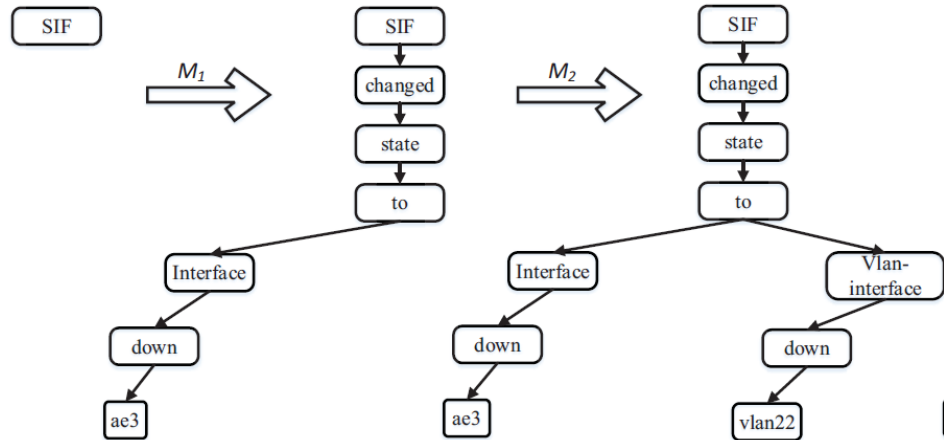 SIF
SIF
SIF
M1
M2
changed
changed
state
state
to
to
Interface
Interface
Vlan-
interface
down
down
down
ae3
ae3
vlan22